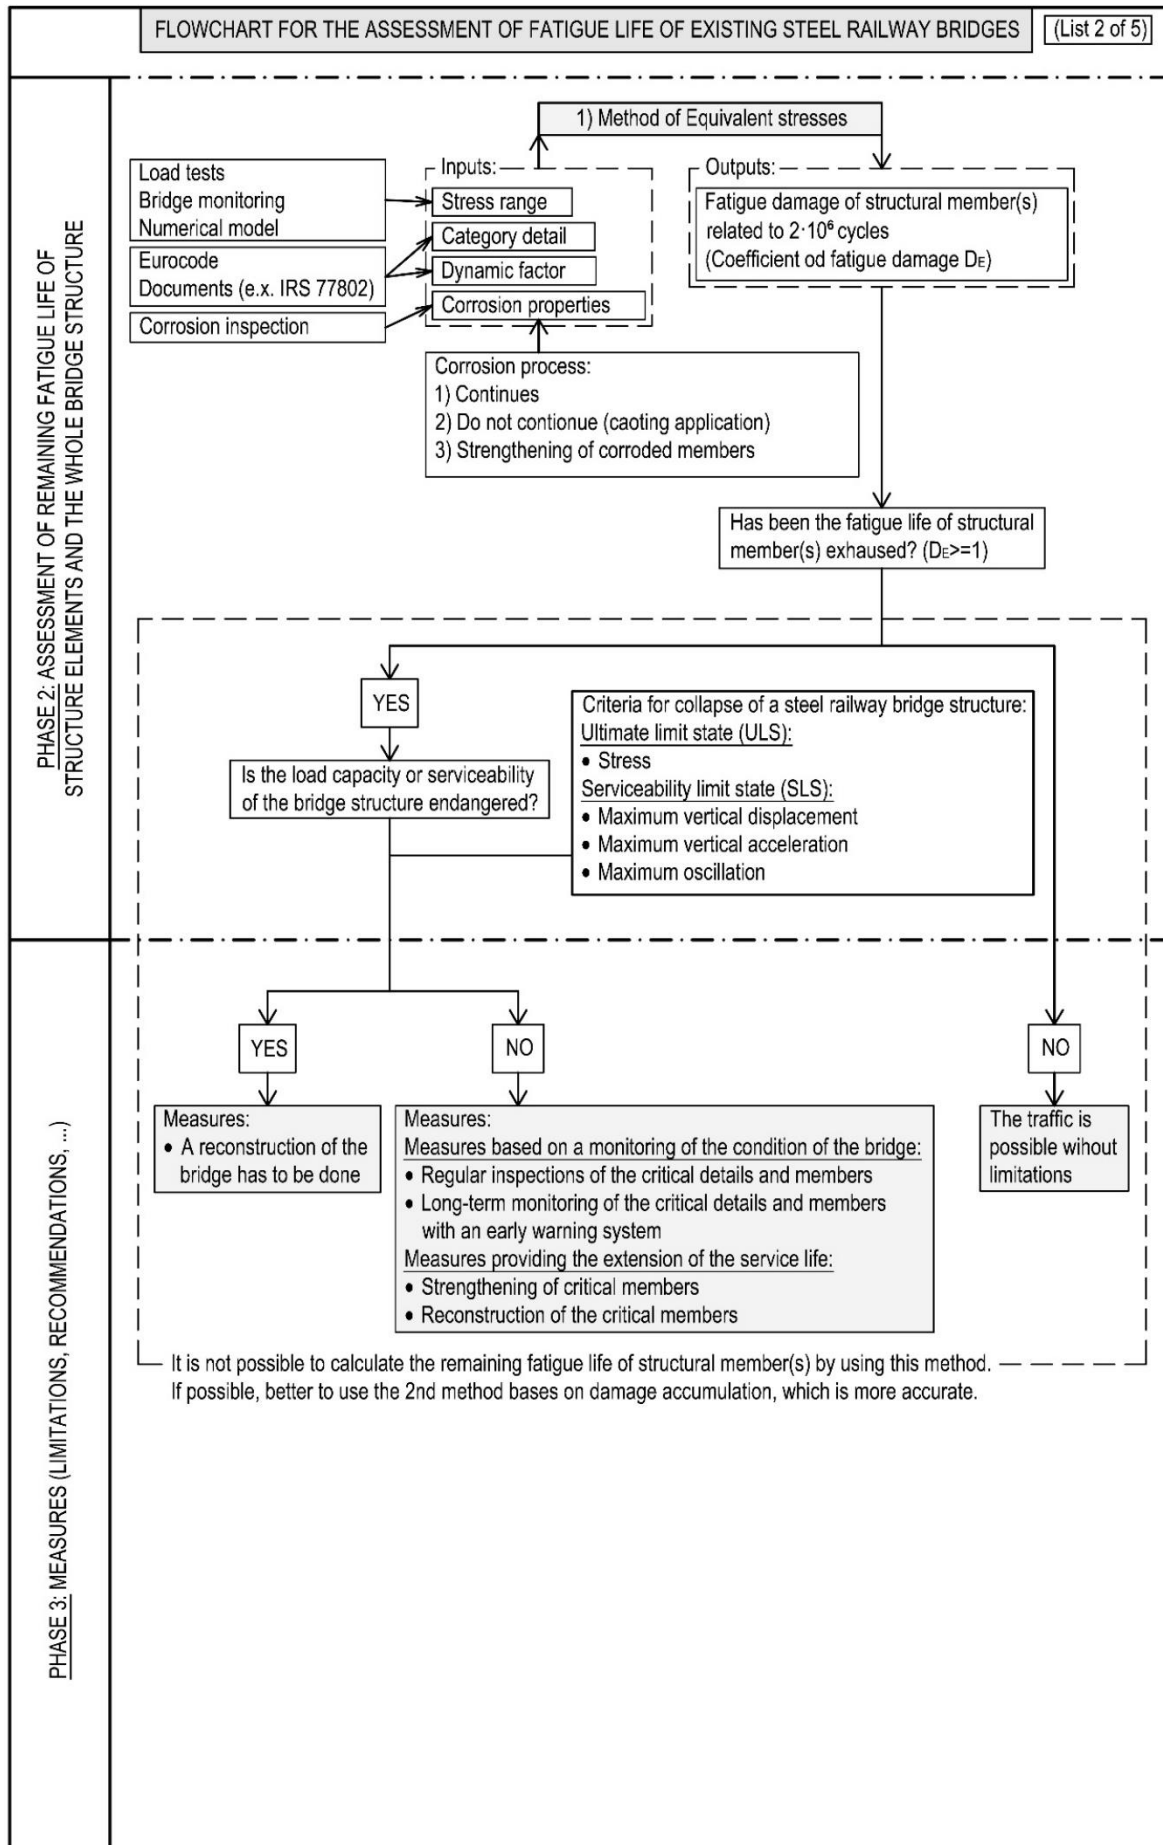 FLOWCHART FOR THE ASSESSMENT OF FATIGUE LIFE OF EXISTING STEEL RAILWAY BRIDGES
(List 2 of 5)
PHASE 2: ASSESSMENT OF REMAINING FATIGUE LIFE OF
STRUCTURE ELEMENTS AND THE WHOLE BRIDGE STRUCTURE
1) Method of Equivalent stresses
Load tests
Bridge monitoring
Numerical model
Eurocode
Documents (e.x. IRS 77802)
Corrosion inspection
Inputs:
Stress range
Category detail
Dynamic factor
Corrosion properties
Outputs:
Fatigue damage of structural member(s)
related to 2·10⁶ cycles
(Coefficient od fatigue damage DE)
Corrosion process:
1) Continues
2) Do not contionue (caoting application)
3) Strengthening of corroded members
Has been the fatigue life of structural
member(s) exhaused? (DE>=1)
YES
Is the load capacity or serviceability
of the bridge structure endangered?
Criteria for collapse of a steel railway bridge structure:
Ultimate limit state (ULS):
• Stress
Serviceability limit state (SLS):
• Maximum vertical displacement
• Maximum vertical acceleration
• Maximum oscillation
PHASE 3: MEASURES (LIMITATIONS, RECOMMENDATIONS, ...)
YES
NO
NO
Measures:
• A reconstruction of the
bridge has to be done
Measures:
Measures based on a monitoring of the condition of the bridge:
• Regular inspections of the critical details and members
• Long-term monitoring of the critical details and members
with an early warning system
Measures providing the extension of the service life:
• Strengthening of critical members
• Reconstruction of the critical members
The traffic is
possible wihout
limitations
It is not possible to calculate the remaining fatigue life of structural member(s) by using this method.
If possible, better to use the 2nd method bases on damage accumulation, which is more accurate.